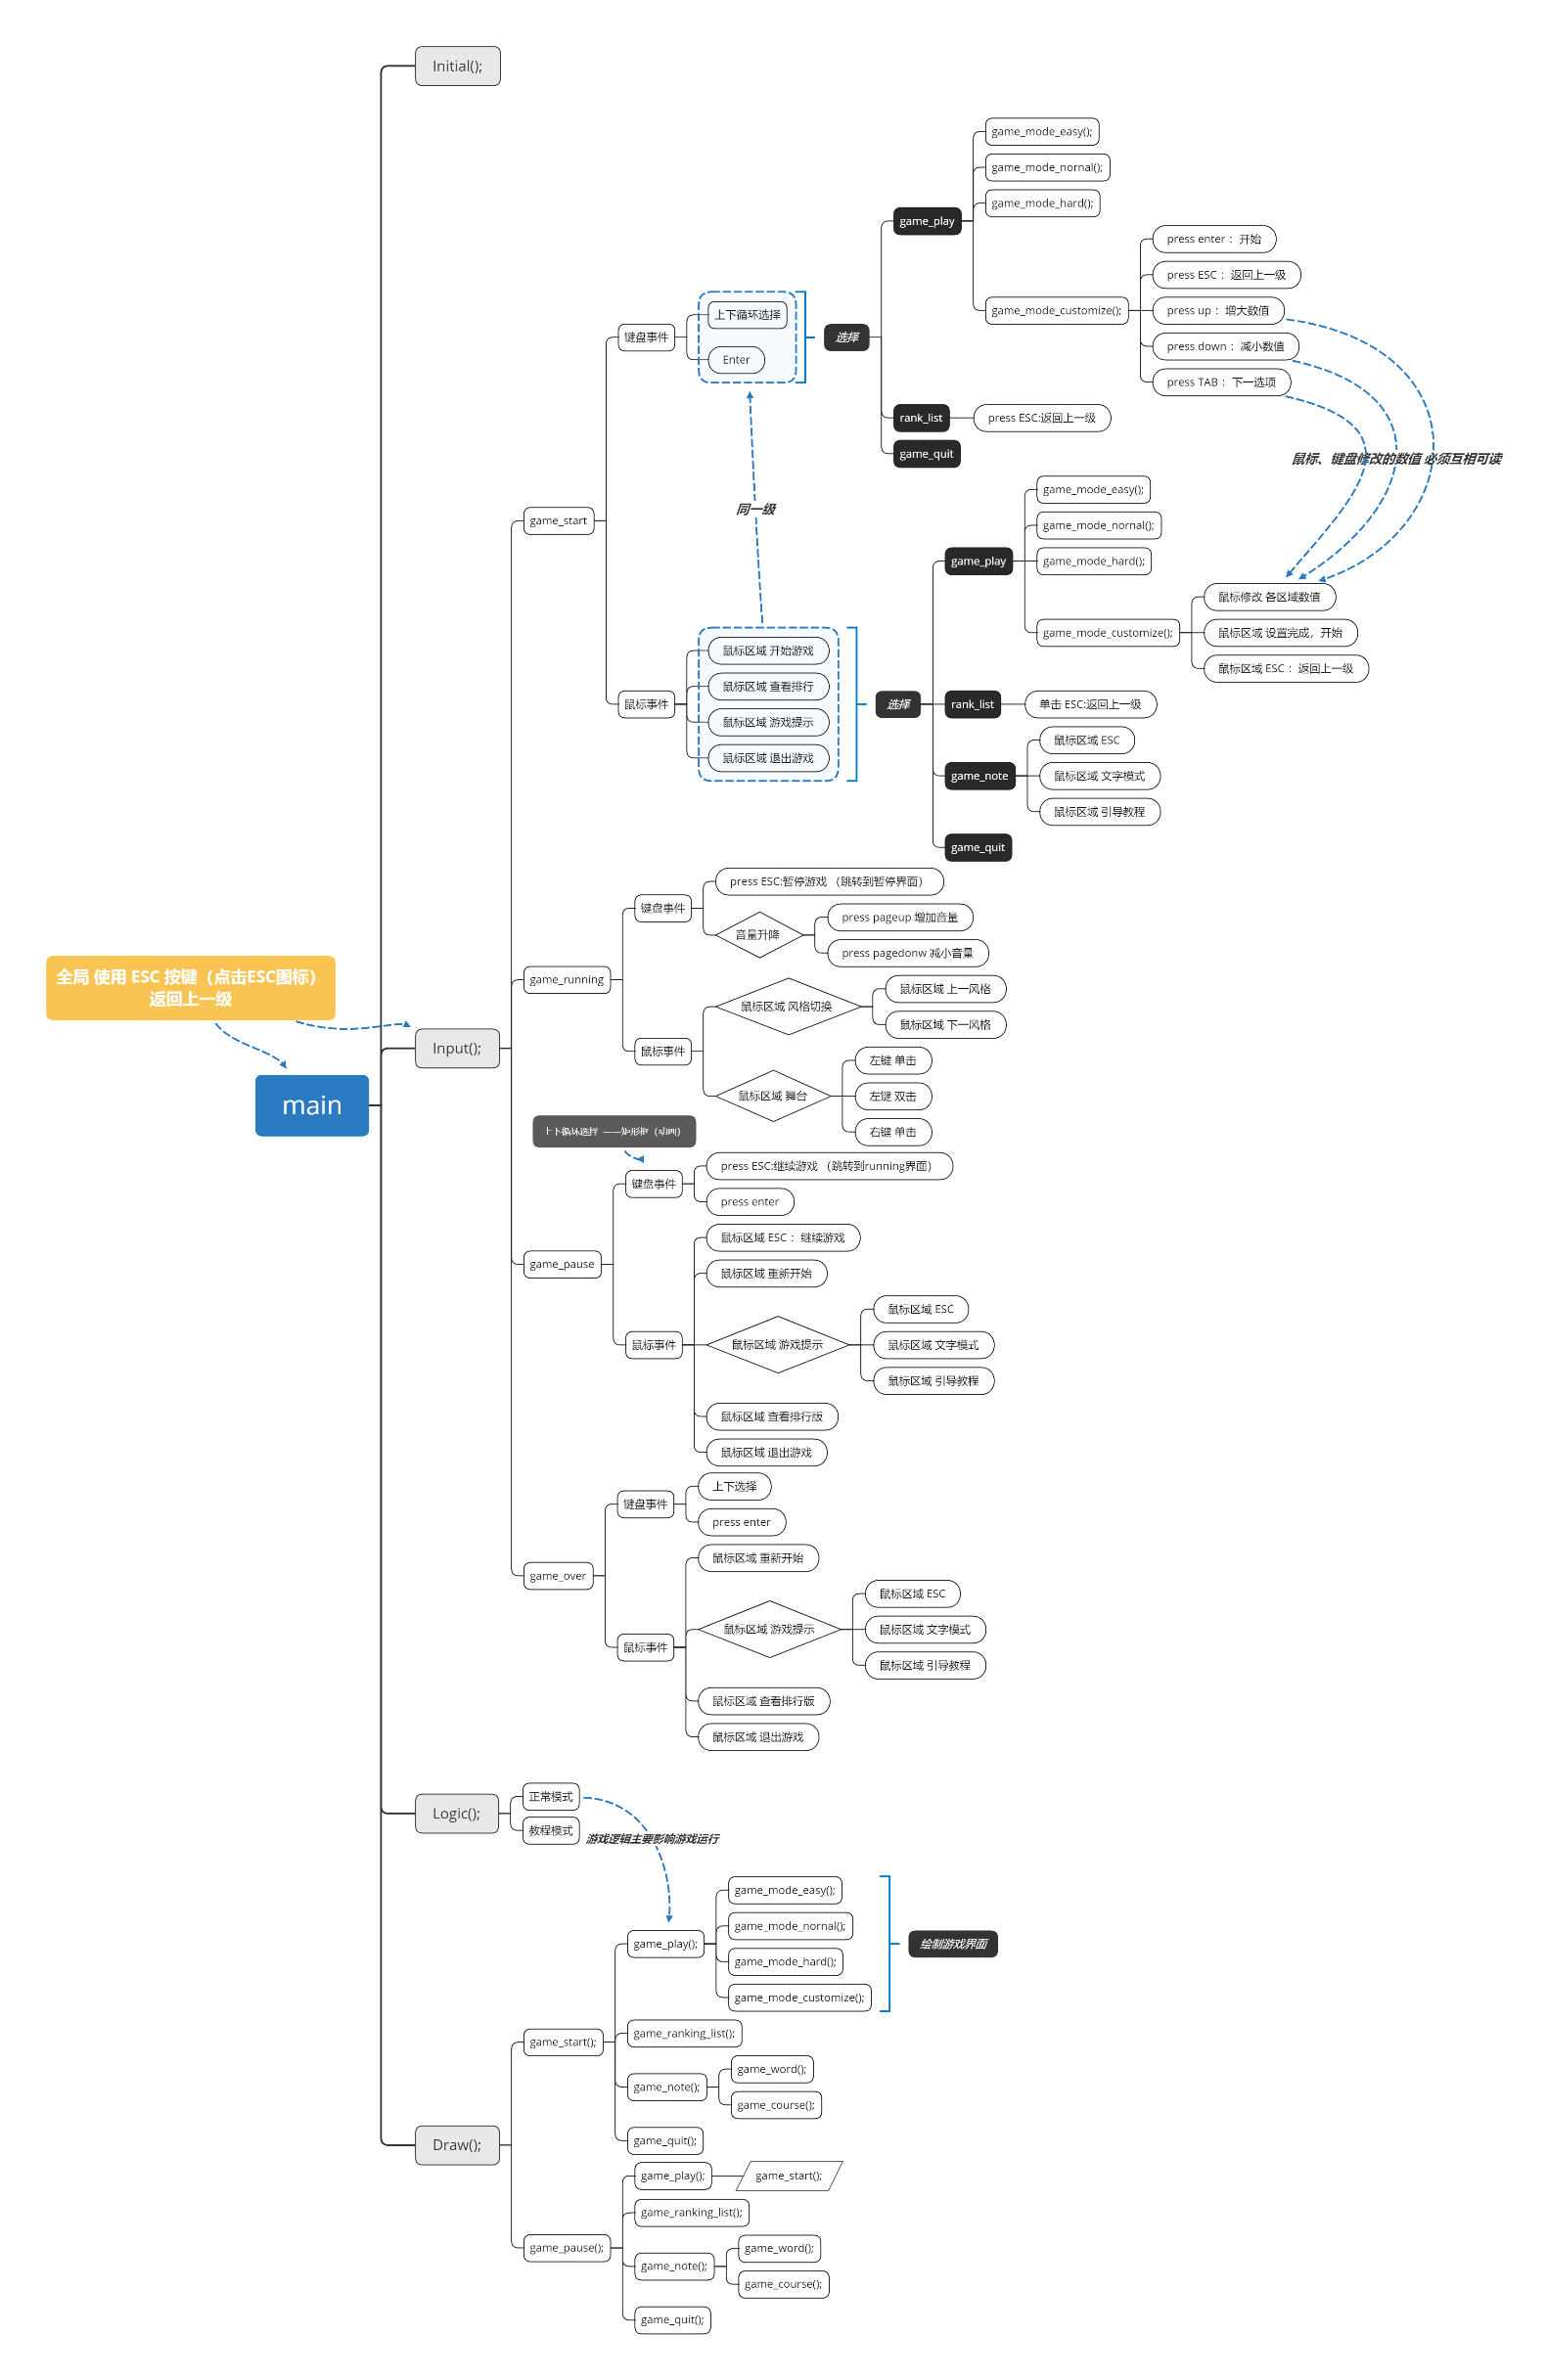 Initial();
game_mode_easy();
game_mode_nornal();
game_mode_hard();
game_play
press enter： 开始
press ESC： 返回上一级
game_mode_customize();
press up： 增大数值
press down： 减小数值
press TAB： 下一选项
键盘事件
上下循环选择
Enter
选择
rank_list
press ESC:返回上一级
game_quit
鼠标、键盘修改的数值 必须互相可读
同一级
game_start
game_mode_easy();
game_mode_nornal();
game_play
game_mode_hard();
鼠标修改 各区域数值
game_mode_customize();
鼠标区域 设置完成，开始
鼠标区域 ESC： 返回上一级
鼠标事件
鼠标区域 开始游戏
鼠标区域 查看排行
鼠标区域 游戏提示
鼠标区域 退出游戏
选择
rank_list
单击 ESC:返回上一级
鼠标区域 ESC
game_note
鼠标区域 文字模式
鼠标区域 引导教程
game_quit
press ESC:暂停游戏 （跳转到暂停界面）
键盘事件
音量升降
press pageup 增加音量
press pagedonw 减小音量
game_running
鼠标区域 风格切换
鼠标区域 上一风格
鼠标区域 下一风格
鼠标事件
鼠标区域 舞台
左键 单击
左键 双击
右键 单击
全局 使用 ESC 按键（点击ESC图标）
返回上一级
Input();
main
上下循环选择 ——矩形框（动画）
键盘事件
press ESC:继续游戏 （跳转到running界面）
press enter
game_pause
鼠标区域 ESC： 继续游戏
鼠标区域 重新开始
鼠标事件
鼠标区域 游戏提示
鼠标区域 ESC
鼠标区域 文字模式
鼠标区域 引导教程
鼠标区域 查看排行版
鼠标区域 退出游戏
键盘事件
上下选择
press enter
game_over
鼠标区域 重新开始
鼠标事件
鼠标区域 游戏提示
鼠标区域 ESC
鼠标区域 文字模式
鼠标区域 引导教程
鼠标区域 查看排行版
鼠标区域 退出游戏
Logic();
正常模式
教程模式
游戏逻辑主要影响游戏运行
game_mode_easy();
game_mode_nornal();
game_play();
game_mode_hard();
game_mode_customize();
绘制游戏界面
game_start();
game_ranking_list();
game_note();
game_word();
game_course();
game_quit();
Draw();
game_play();
game_start();
game_ranking_list();
game_pause();
game_note();
game_word();
game_course();
game_quit();